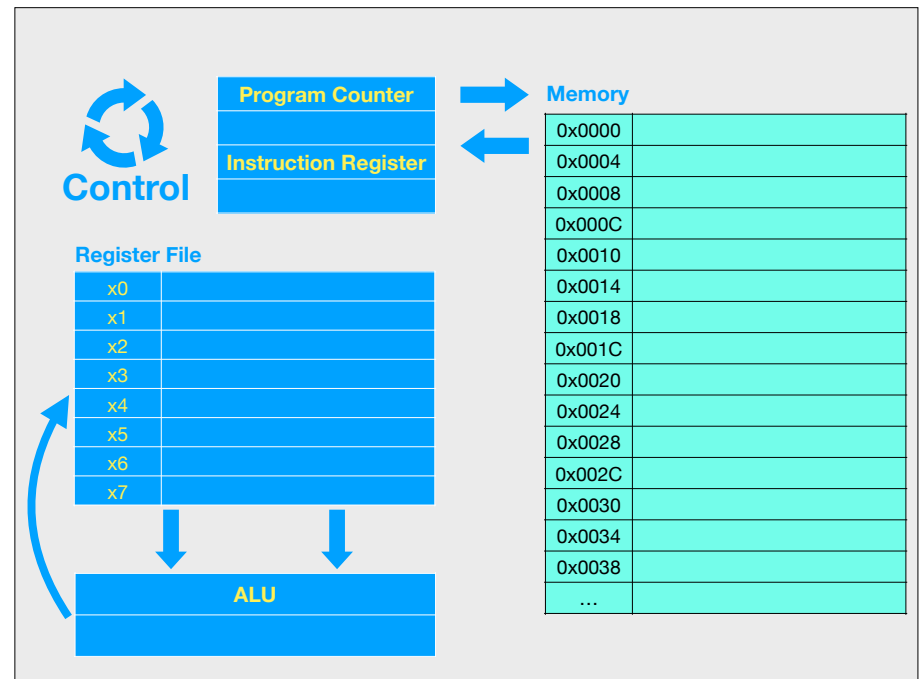 Program Counter
Instruction Register
Control
Register File
x0
x1
x2
x3
x4
x5
x6
x7
ALU
Memory
0x0000
0x0004
0x0008
0x000C
0x0010
0x0014
0x0018
0x001C
0x0020
0x0024
0x0028
0x002C
0x0030
0x0034
0x0038
…